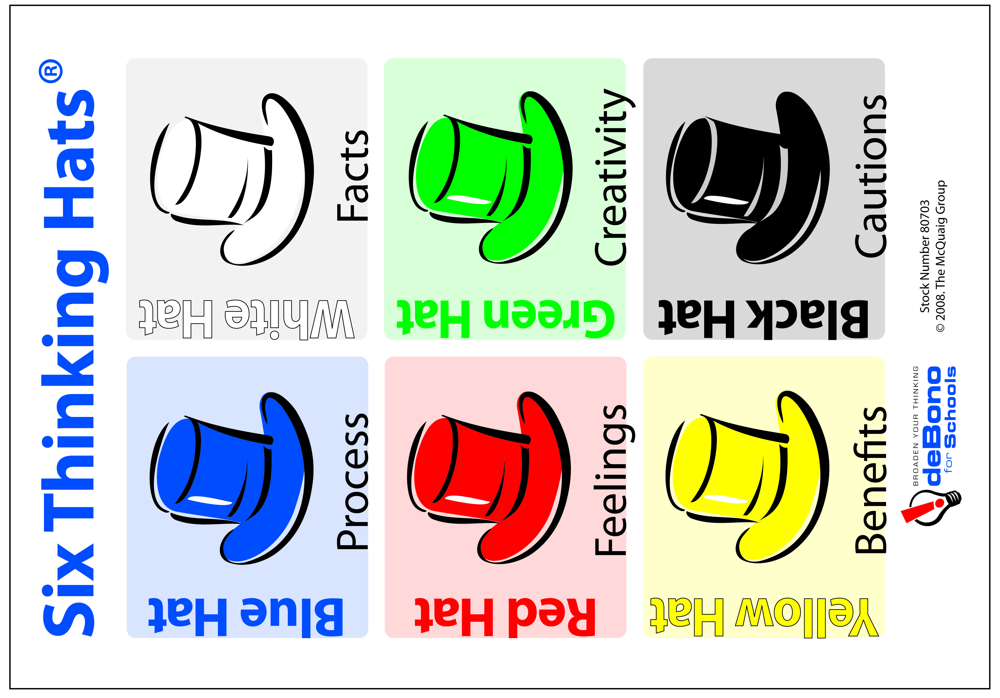 Six Thinking Hats®
Blue Hat
Process
White Hat
Facts
Red Hat
Feelings
Green Hat
Creativity
Yellow Hat
Benefits
Black Hat
Cautions
BROADEN YOUR THINKING
deBono
for Schools
Stock Number 80703
© 2008. The McQuaig Group